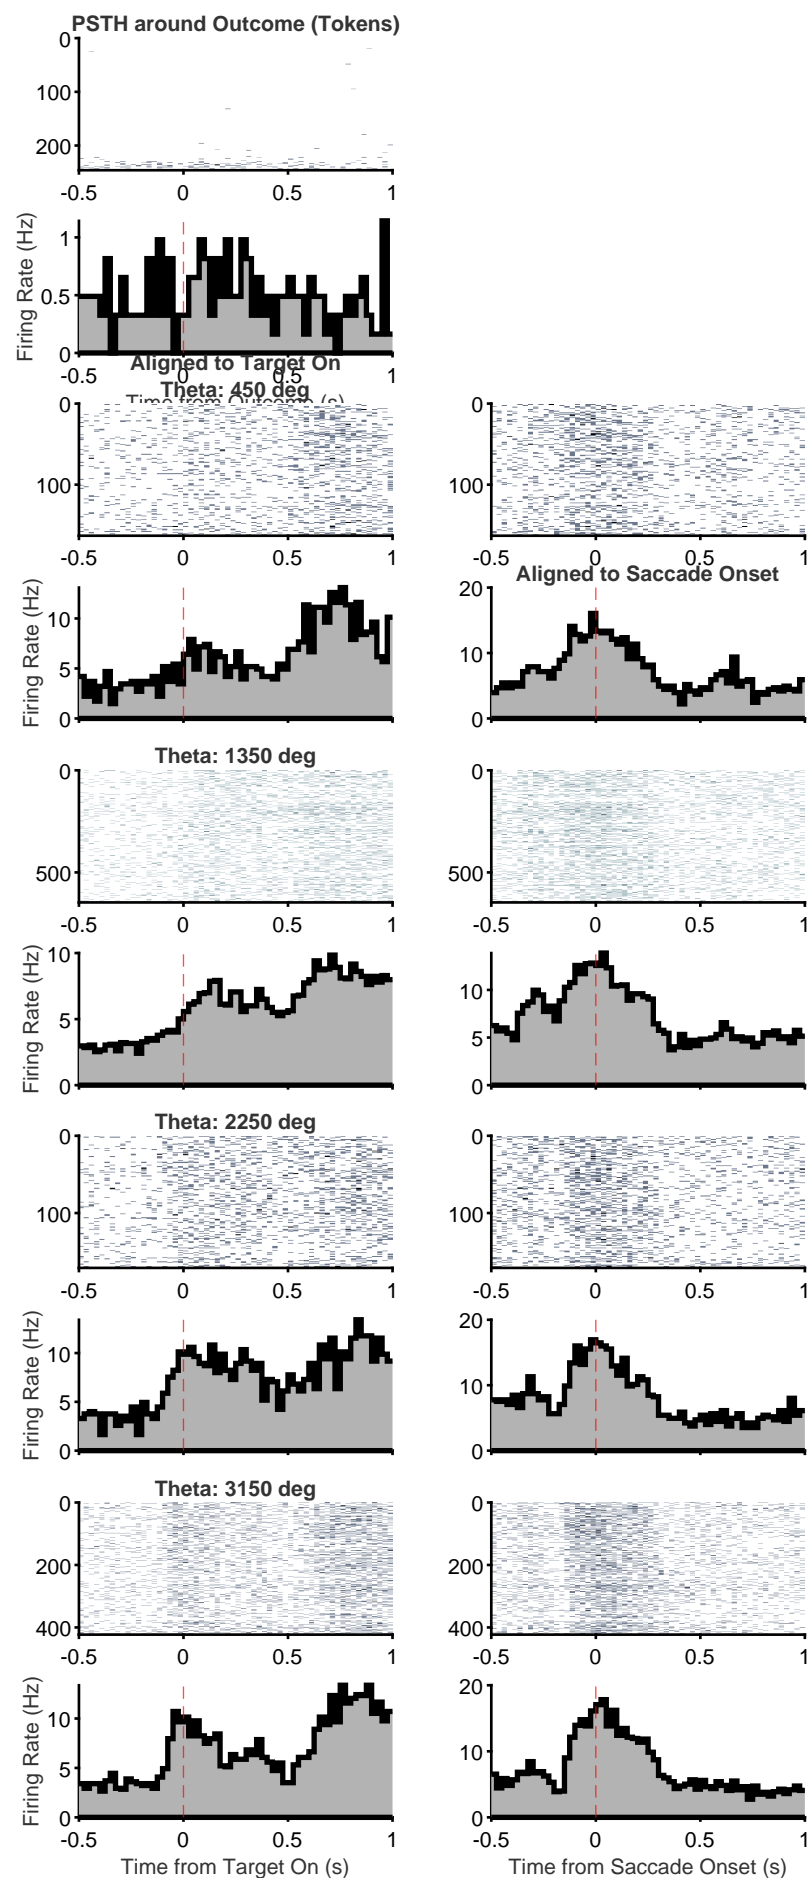 PSTH around Outcome (Tokens)
0
100
200
-0.5 0 0.5 1
Firing Rate (Hz)
1
0.5
0
-0.5 0 0.5 1
Time from Outcome (s)
Aligned to Target On
Theta: 450 deg
0
100
-0.5 0 0.5 1
0
100
-0.5 0 0.5 1
Firing Rate (Hz)
10
5
0
-0.5 0 0.5 1
Aligned to Saccade Onset
20
10
0
-0.5 0 0.5 1
Theta: 1350 deg
0
500
-0.5 0 0.5 1
0
500
-0.5 0 0.5 1
Firing Rate (Hz)
10
5
0
-0.5 0 0.5 1
10
5
0
-0.5 0 0.5 1
Theta: 2250 deg
0
100
-0.5 0 0.5 1
0
100
-0.5 0 0.5 1
Firing Rate (Hz)
10
5
0
-0.5 0 0.5 1
20
10
0
-0.5 0 0.5 1
Theta: 3150 deg
0
200
400
-0.5 0 0.5 1
0
200
400
-0.5 0 0.5 1
Firing Rate (Hz)
10
5
0
-0.5 0 0.5 1
Time from Target On (s)
20
10
0
-0.5 0 0.5 1
Time from Saccade Onset (s)